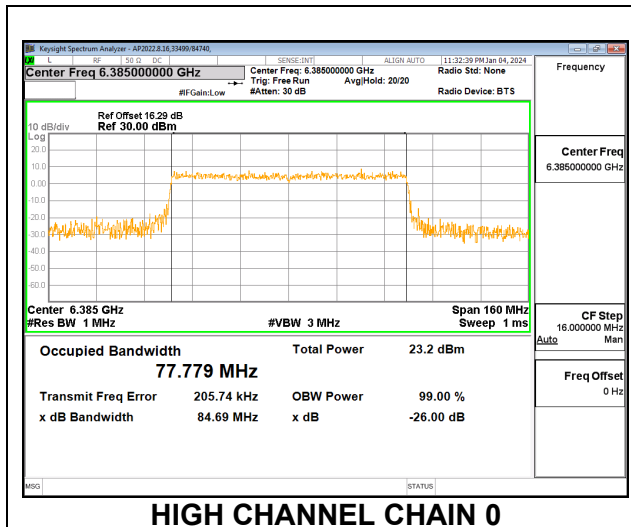 Keysight Spectrum Analyzer - AP2022.8.16,33499/84740,
L RF 50 Ω DC SENSE:INT ALIGN AUTO 11:32:39 PM Jan 04, 2024
Center Freq 6.385000000 GHz Center Freq: 6.385000000 GHz Radio Std: None
Trig: Free Run Avg|Hold: 20/20
#IFGain:Low #Atten: 30 dB Radio Device: BTS
Frequency
Ref Offset 16.29 dB
10 dB/div Ref 30.00 dBm
Log
20.0
10.0
0.00
-10.0
-20.0
-30.0
-40.0
-50.0
-60.0
Center 6.385 GHz Span 160 MHz
#Res BW 1 MHz #VBW 3 MHz Sweep 1 ms
Occupied Bandwidth Total Power 23.2 dBm
77.779 MHz
Transmit Freq Error 205.74 kHz OBW Power 99.00 %
x dB Bandwidth 84.69 MHz x dB -26.00 dB
Center Freq
6.385000000 GHz
CF Step
16.000000 MHz
Auto Man
Freq Offset
0 Hz
MSG STATUS
HIGH CHANNEL CHAIN 0